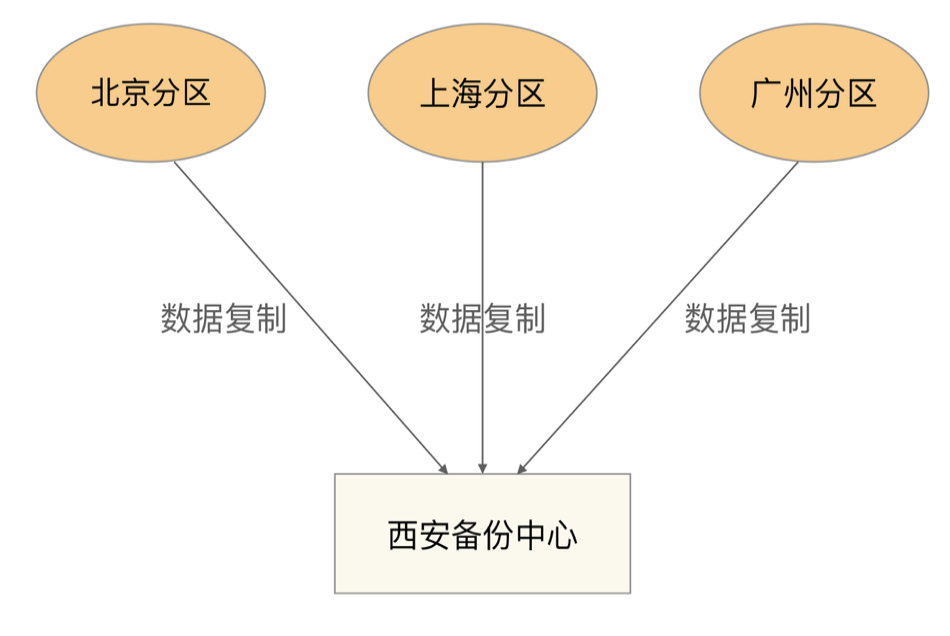 北京分区
上海分区
广州分区
数据复制
数据复制
数据复制
西安备份中心